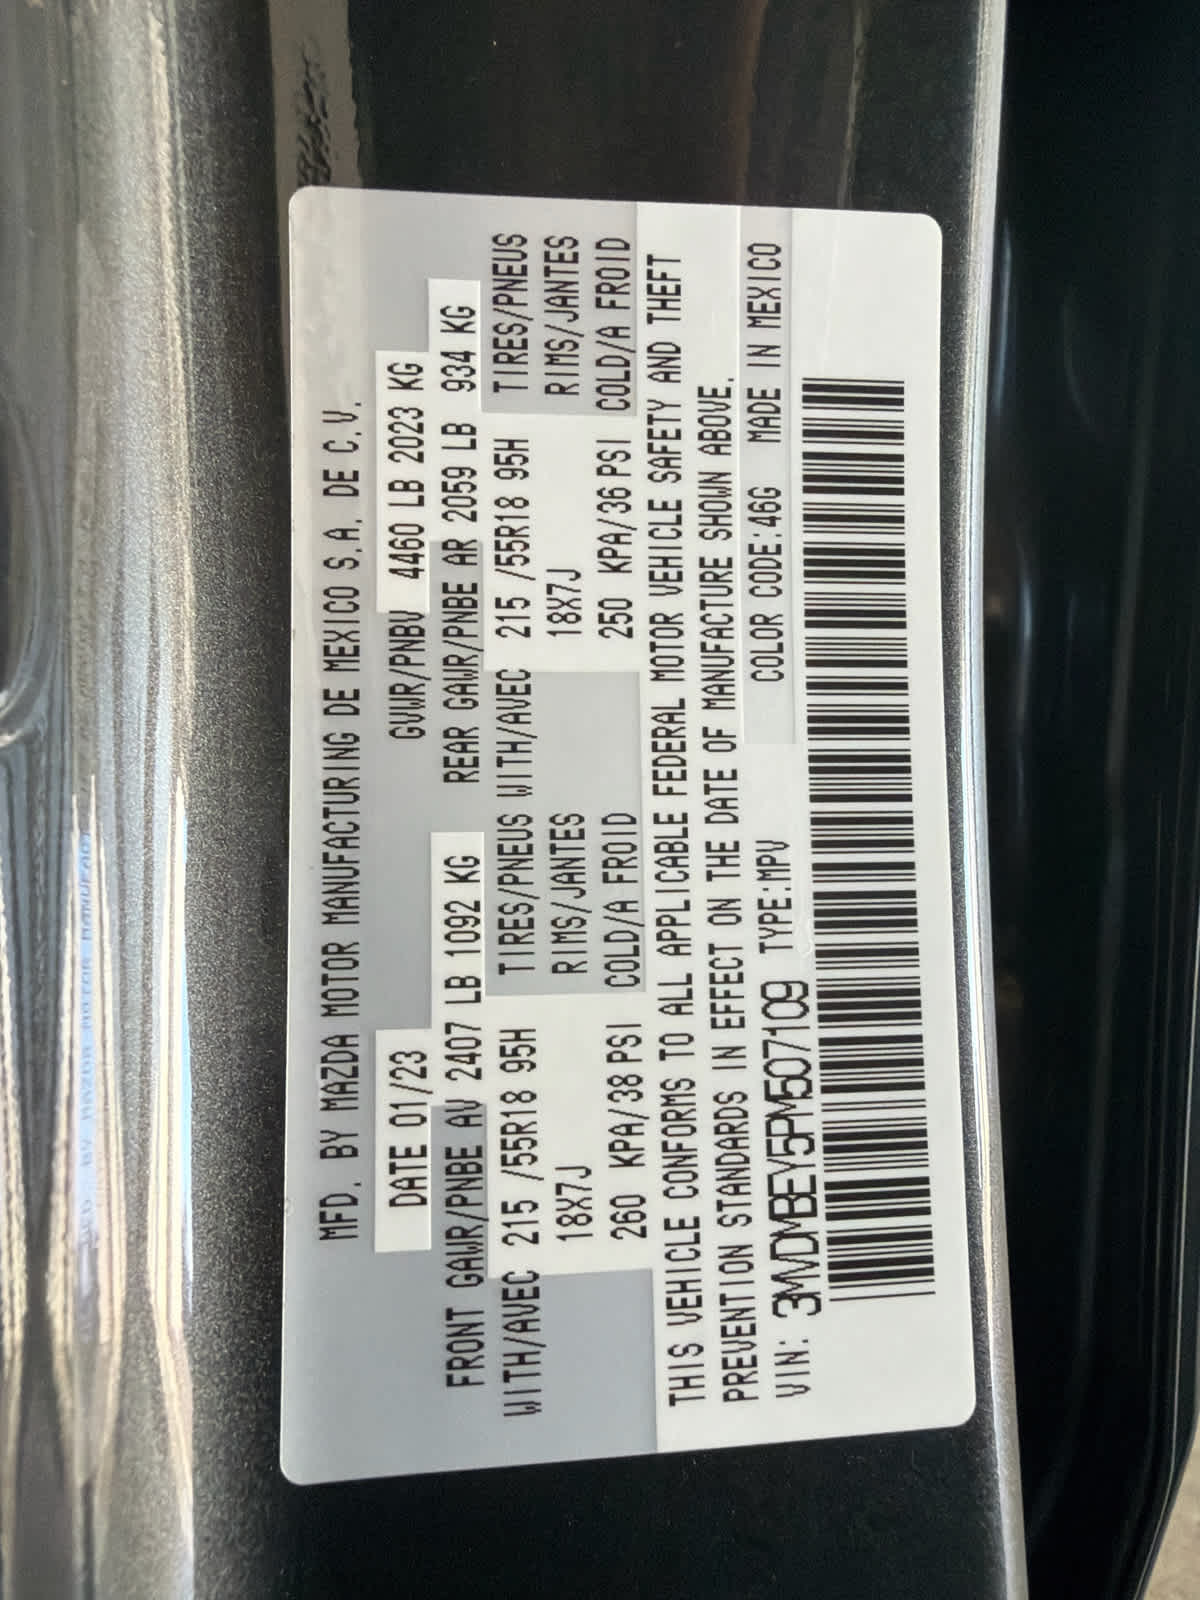 MFD. BY MAZDA MOTOR MANUFACTURING DE MEXICO S.A. DE C.V.
DATE 01/23 GVWR/PNBV 4460 LB 2023 KG
FRONT GAWR/PNBE AV 2407 LB 1092 KG REAR GAWR/PNBE AR 2059 LB 934 KG
WITH/AVEC 215 /55R18 95H TIRES/PNEUS WITH/AVEC 215 /55R18 95H TIRES/PNEUS
18X7J RIMS/JANTES 18X7J RIMS/JANTES
260 KPA/38 PSI COLD/A FROID 250 KPA/36 PSI COLD/A FROID
THIS VEHICLE CONFORMS TO ALL APPLICABLE FEDERAL MOTOR VEHICLE SAFETY AND THEFT
PREVENTION STANDARDS IN EFFECT ON THE DATE OF MANUFACTURE SHOWN ABOVE.
VIN: 3MVDMBEY5PM507109 TYPE:MPV COLOR CODE:46G MADE IN MEXICO